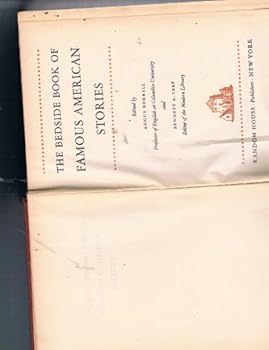 THE BEDSIDE BOOK OF
FAMOUS AMERICAN
STORIES
Edited by
ANGUS BURRELL
Professor of English at Columbia University
and
BENNETT A. CERF
Editor of the Modern Library
RANDOM HOUSE · Publishers · NEW YORK